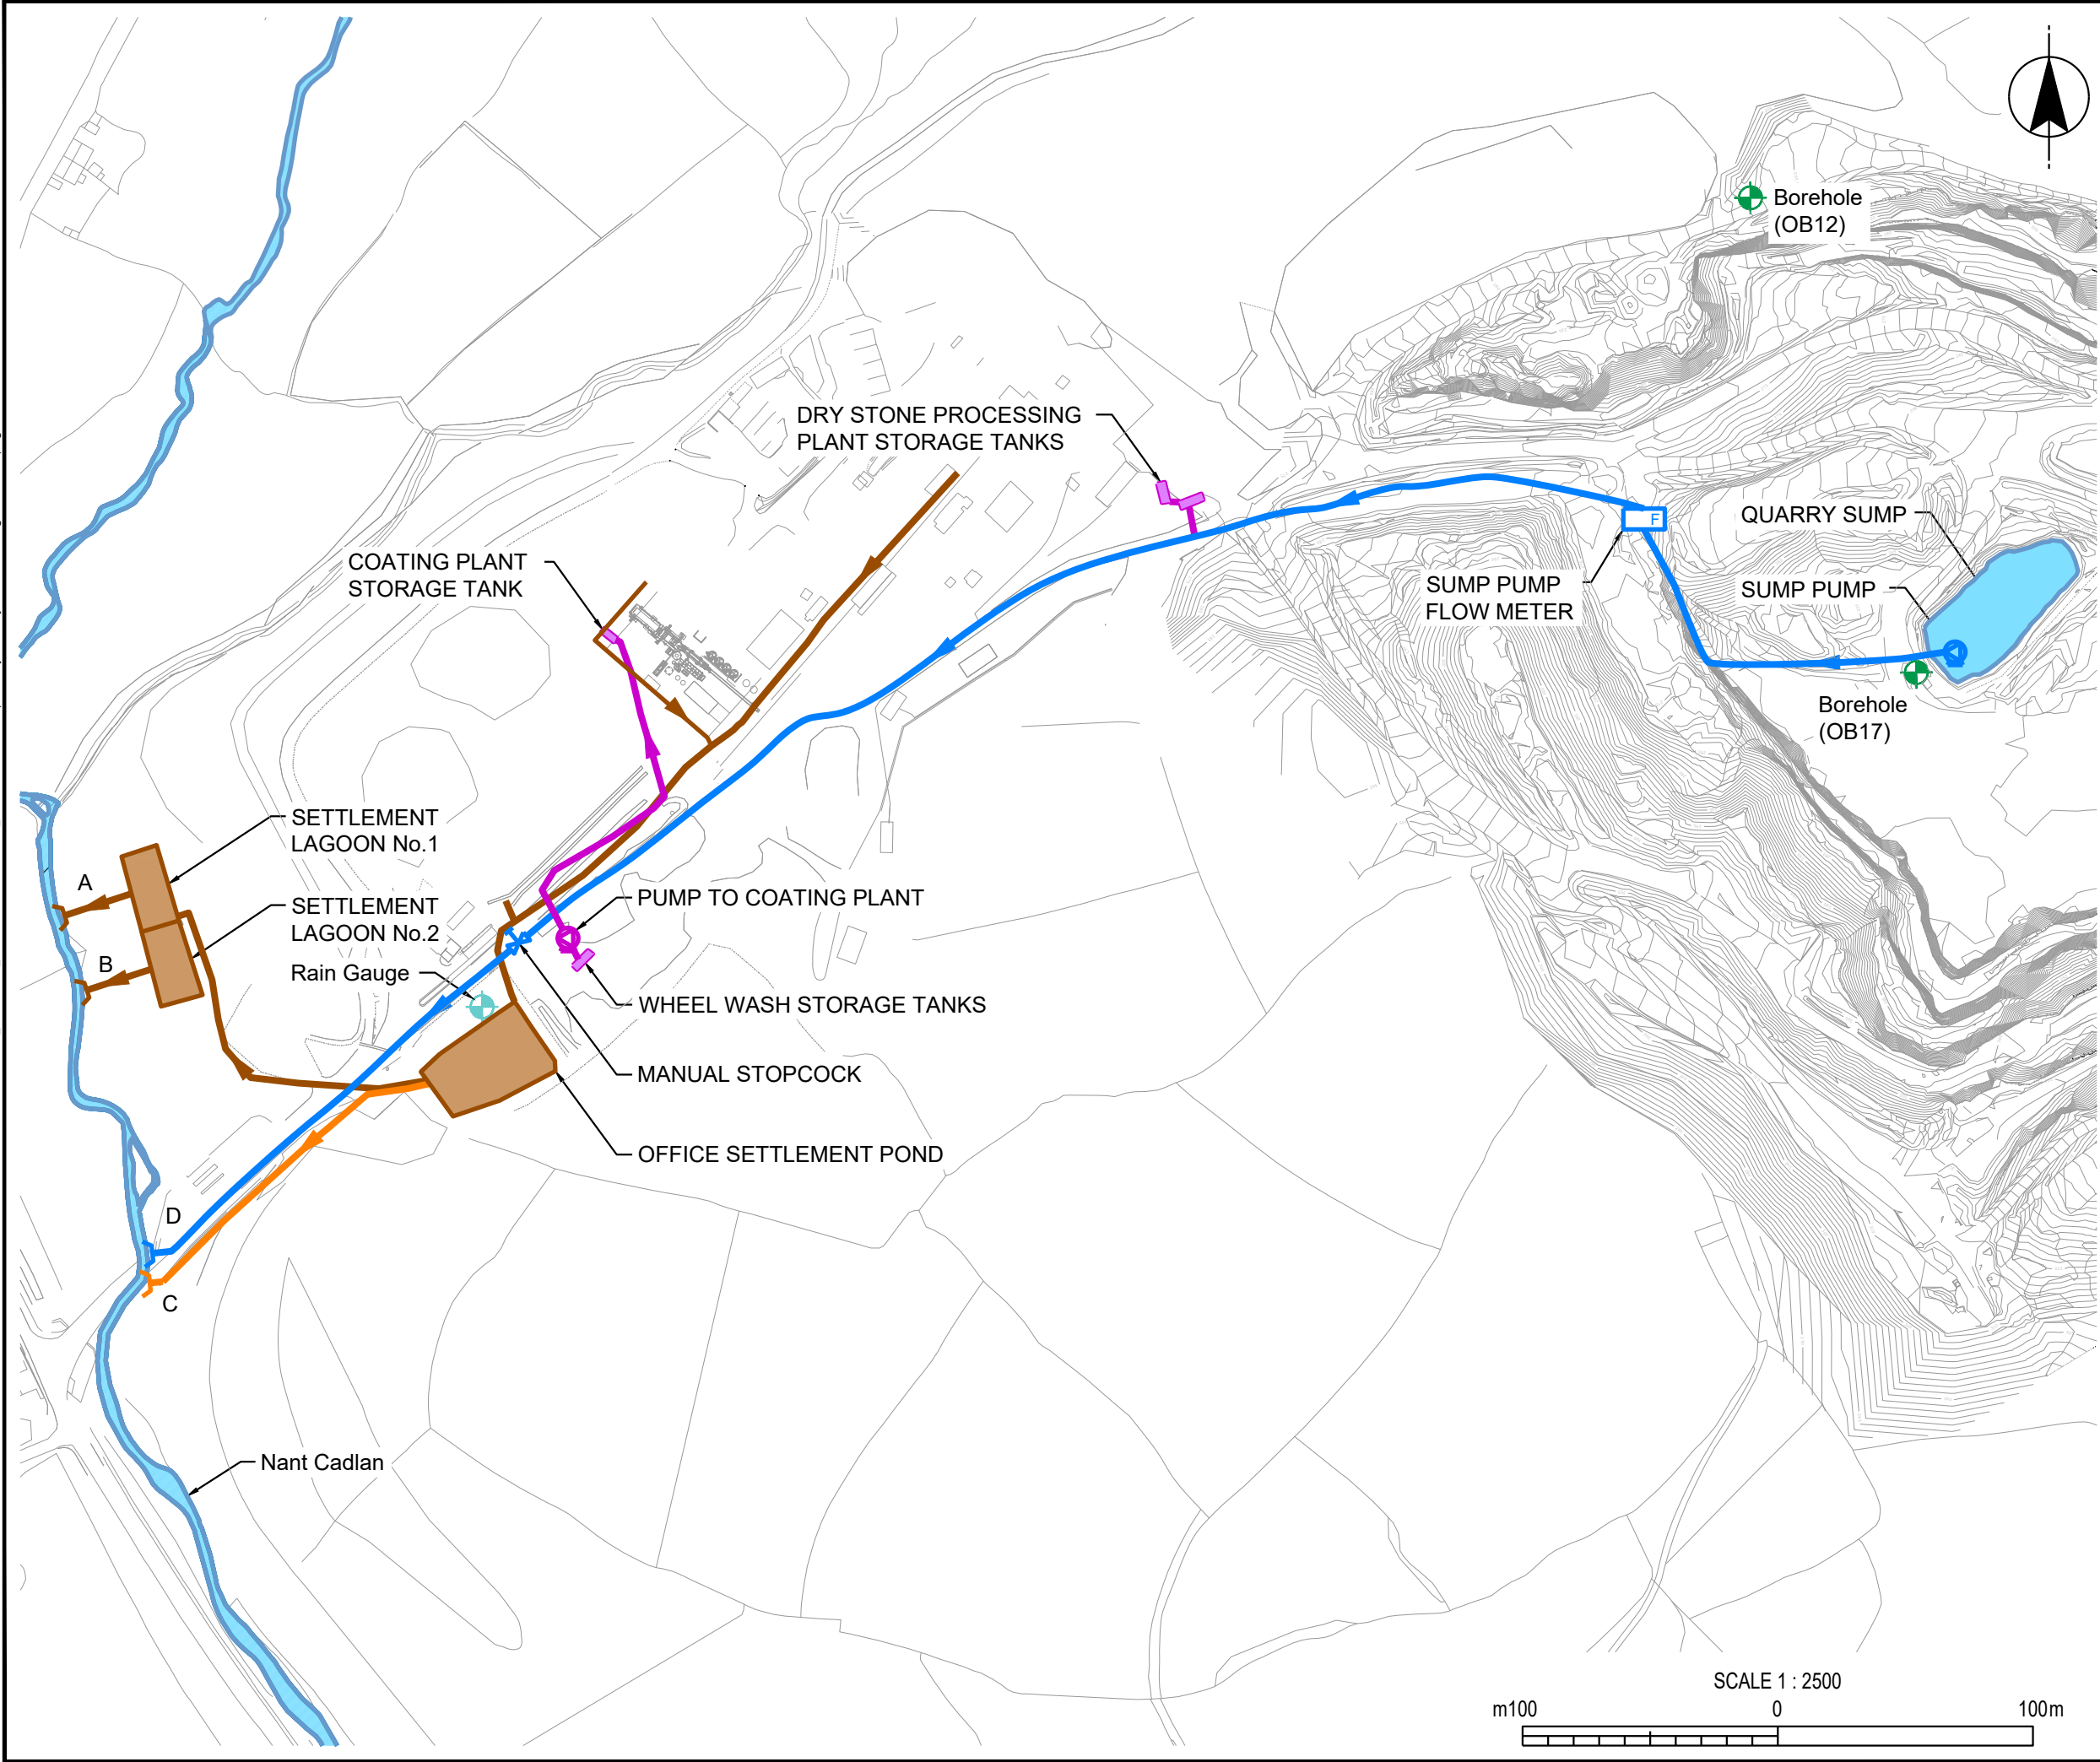 Borehole
(OB12)
DRY STONE PROCESSING
PLANT STORAGE TANKS
QUARRY SUMP
F
COATING PLANT
STORAGE TANK
SUMP PUMP
FLOW METER
SUMP PUMP
Borehole
(OB17)
SETTLEMENT
LAGOON No.1
A
SETTLEMENT
LAGOON No.2
PUMP TO COATING PLANT
B
Rain Gauge
WHEEL WASH STORAGE TANKS
MANUAL STOPCOCK
OFFICE SETTLEMENT POND
D
C
Nant Cadlan
SCALE 1 : 2500
m100 0 100m